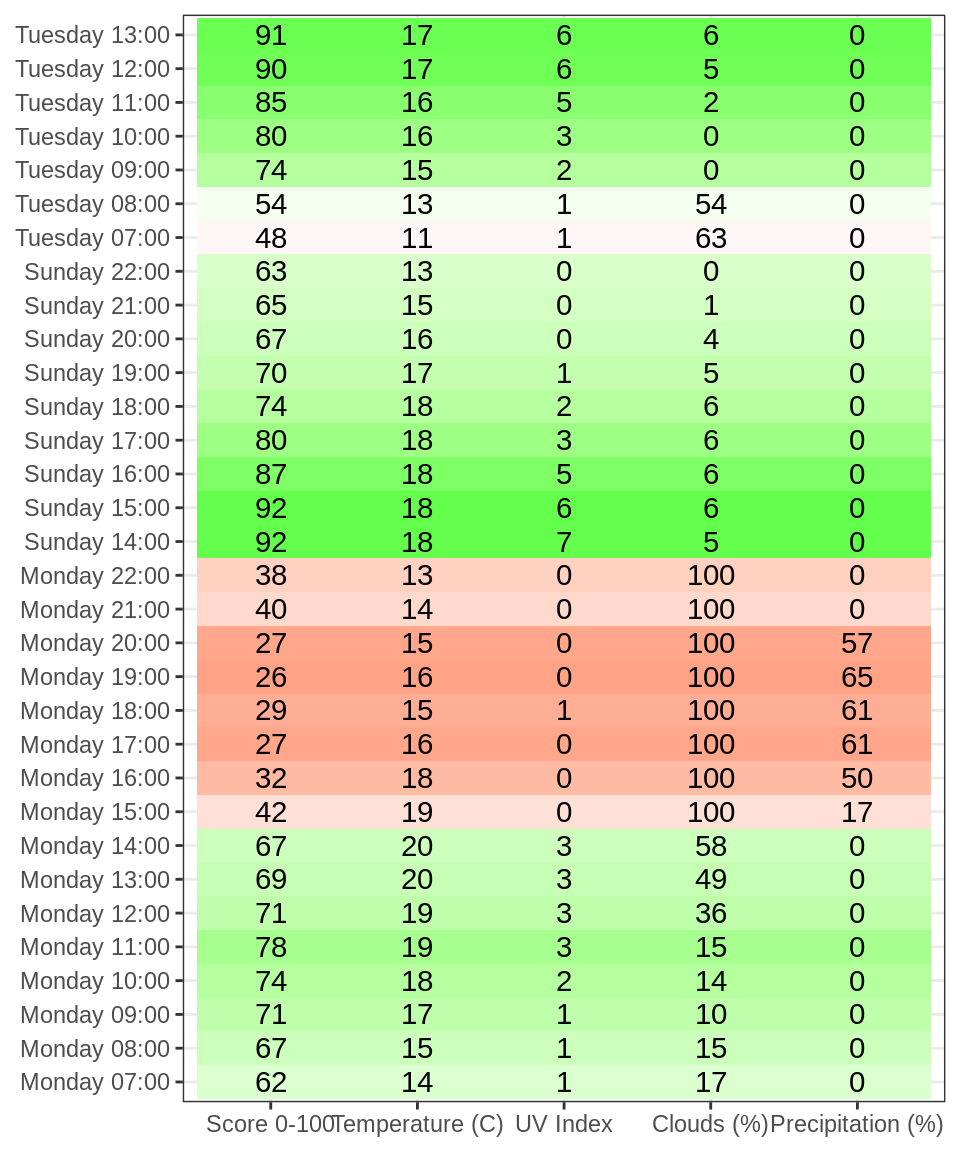 Tuesday 13:00 91 17 6 6 0
Tuesday 12:00 90 17 6 5 0
Tuesday 11:00 85 16 5 2 0
Tuesday 10:00 80 16 3 0 0
Tuesday 09:00 74 15 2 0 0
Tuesday 08:00 54 13 1 54 0
Tuesday 07:00 48 11 1 63 0
Sunday 22:00 63 13 0 0 0
Sunday 21:00 65 15 0 1 0
Sunday 20:00 67 16 0 4 0
Sunday 19:00 70 17 1 5 0
Sunday 18:00 74 18 2 6 0
Sunday 17:00 80 18 3 6 0
Sunday 16:00 87 18 5 6 0
Sunday 15:00 92 18 6 6 0
Sunday 14:00 92 18 7 5 0
Monday 22:00 38 13 0 100 0
Monday 21:00 40 14 0 100 0
Monday 20:00 27 15 0 100 57
Monday 19:00 26 16 0 100 65
Monday 18:00 29 15 1 100 61
Monday 17:00 27 16 0 100 61
Monday 16:00 32 18 0 100 50
Monday 15:00 42 19 0 100 17
Monday 14:00 67 20 3 58 0
Monday 13:00 69 20 3 49 0
Monday 12:00 71 19 3 36 0
Monday 11:00 78 19 3 15 0
Monday 10:00 74 18 2 14 0
Monday 09:00 71 17 1 10 0
Monday 08:00 67 15 1 15 0
Monday 07:00 62 14 1 17 0
Score 0-100 Temperature (C) UV Index Clouds (%) Precipitation (%)